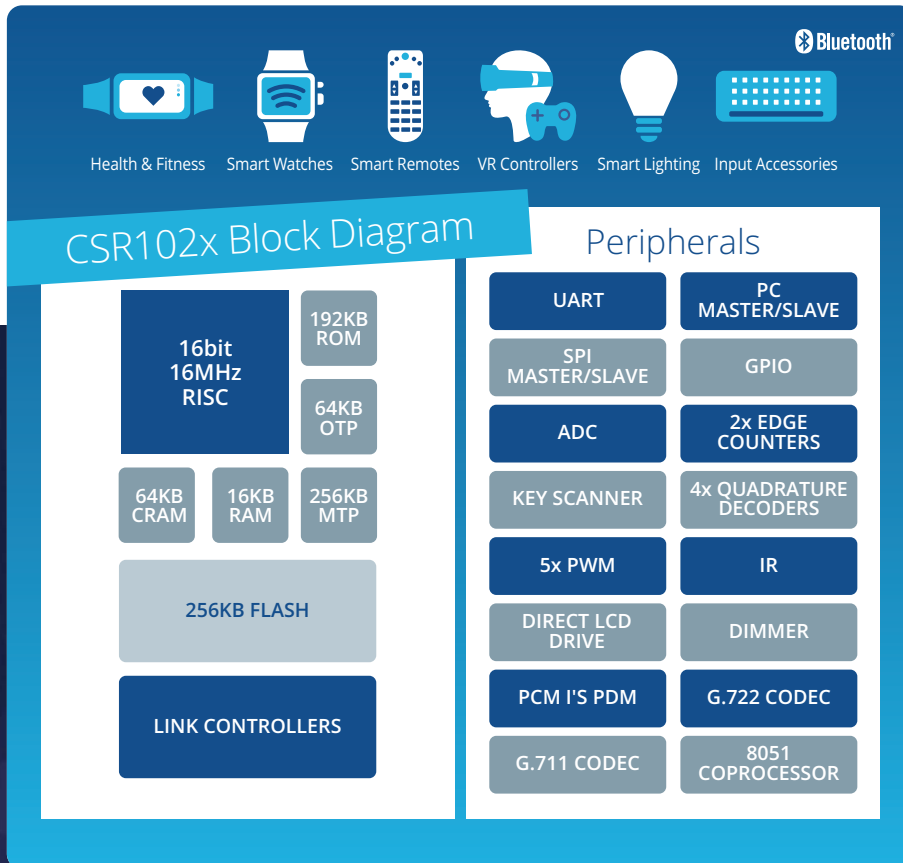 Bluetooth®
Health & Fitness
Smart Watches
Smart Remotes
VR Controllers
Smart Lighting
Input Accessories
CSR102x Block Diagram
16bit
16MHz
RISC
192KB
ROM
64KB
OTP
64KB
CRAM
16KB
RAM
256KB
MTP
256KB FLASH
LINK CONTROLLERS
Peripherals
UART
PC
MASTER/SLAVE
SPI
MASTER/SLAVE
GPIO
ADC
2x EDGE
COUNTERS
KEY SCANNER
4x QUADRATURE
DECODERS
5x PWM
IR
DIRECT LCD
DRIVE
DIMMER
PCM I'S PDM
G.722 CODEC
G.711 CODEC
8051
COPROCESSOR